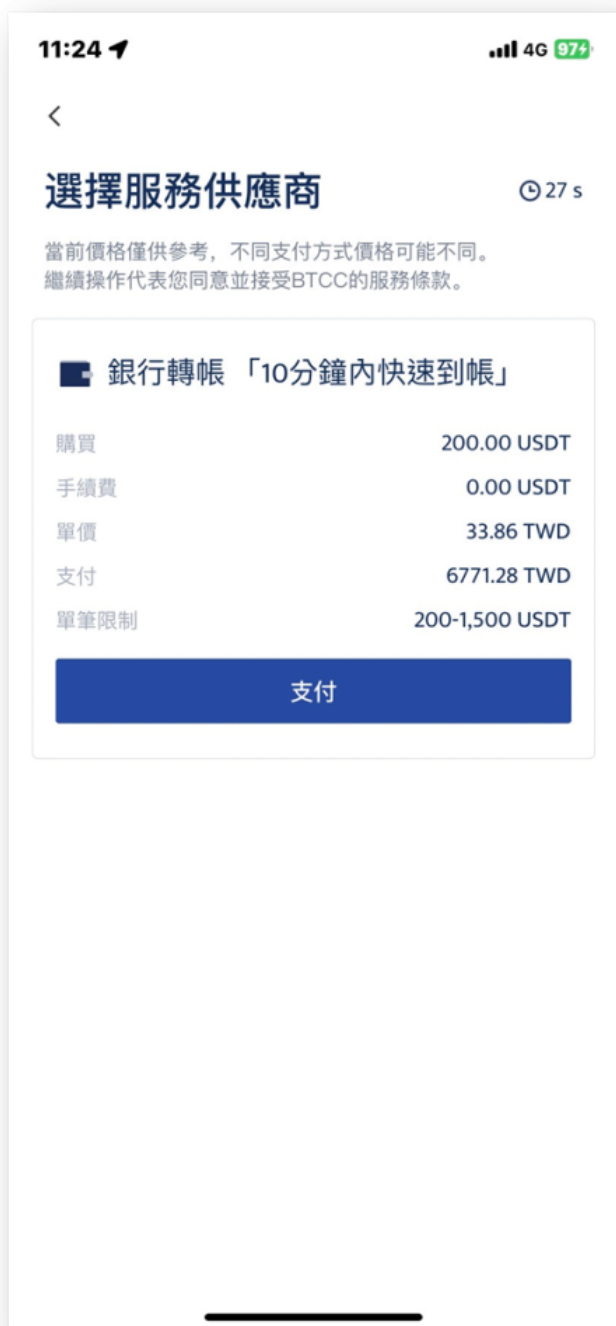 11:24
4G 97
選擇服務供應商
27 s
當前價格僅供參考，不同支付方式價格可能不同。
繼續操作代表您同意並接受BTCC的服務條款。
銀行轉帳 「10分鐘內快速到帳」
購買 200.00 USDT
手續費 0.00 USDT
單價 33.86 TWD
支付 6771.28 TWD
單筆限制 200-1,500 USDT
支付